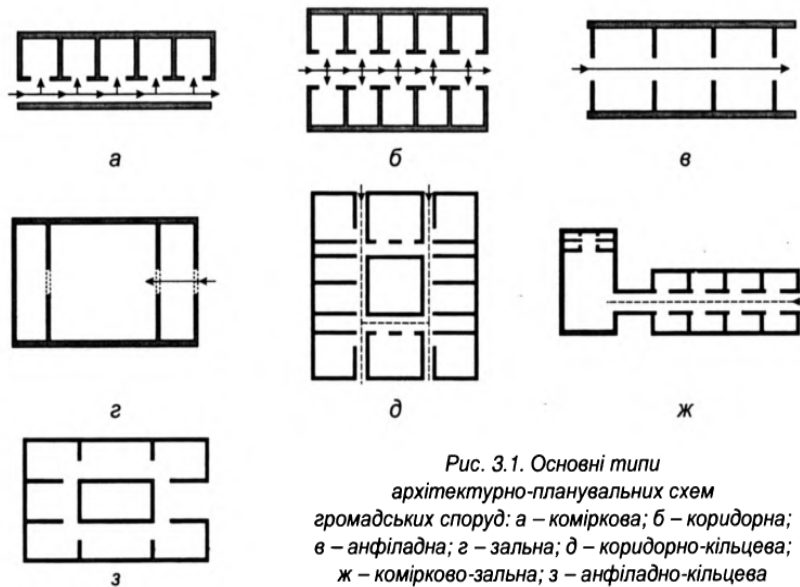 а
б
в
г
д
ж
з
Рис. 3.1. Основні типи
архітектурно-планувальних схем
громадських споруд: а – коміркова; б – коридорна;
в – анфіладна; г – зальна; д – коридорно-кільцева;
ж – комірково-зальна; з – анфіладно-кільцева